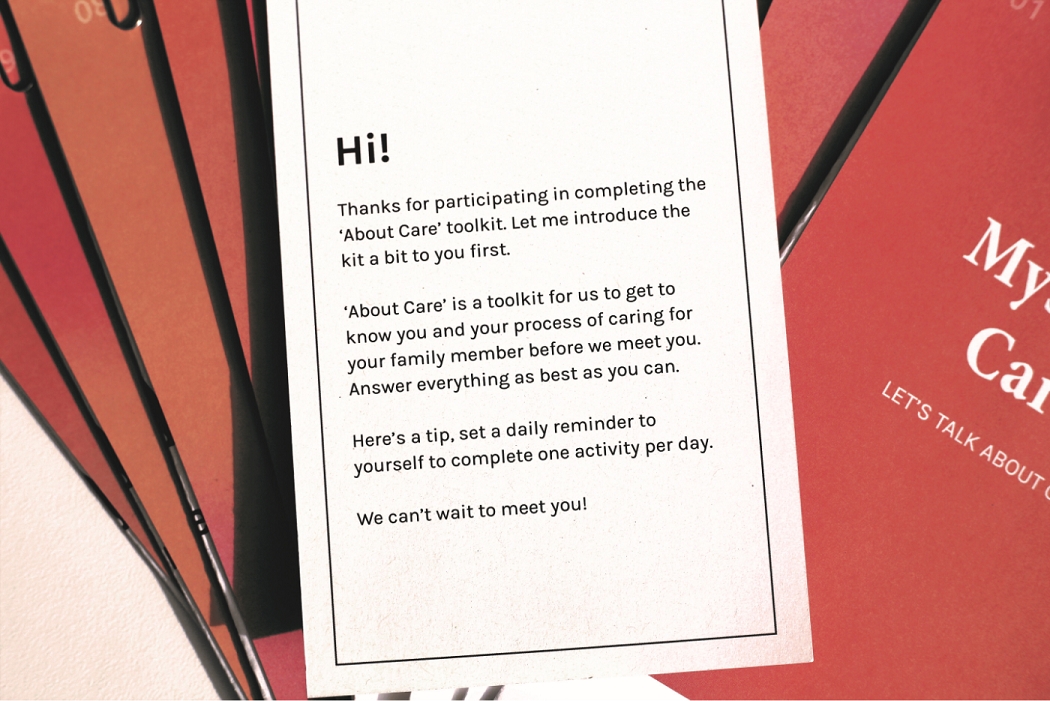 Hi!
Thanks for participating in completing the
‘About Care’ toolkit. Let me introduce the
kit a bit to you first.
‘About Care’ is a toolkit for us to get to
know you and your process of caring for
your family member before we meet you.
Answer everything as best as you can.
Here’s a tip, set a daily reminder to
yourself to complete one activity per day.
We can’t wait to meet you!
LET’S TALK ABOUT
01